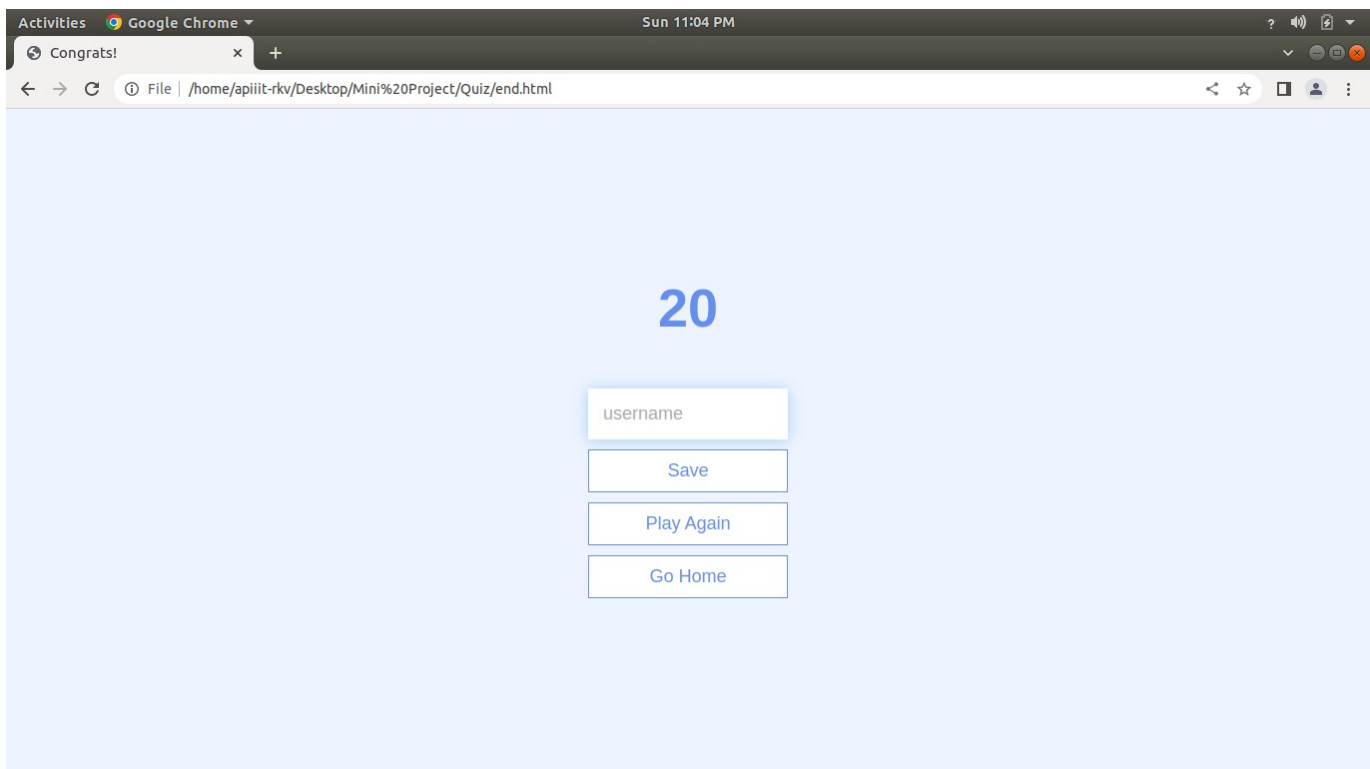 Activities Google Chrome Sun 11:04 PM ?
Congrats! × +
File /home/apiiit-rkv/Desktop/Mini%20Project/Quiz/end.html
20
username
Save
Play Again
Go Home